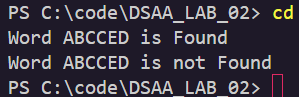 PS C:\code\DSAA_LAB_02> cd
Word ABCCED is Found
Word ABCCED is not Found
PS C:\code\DSAA_LAB_02>